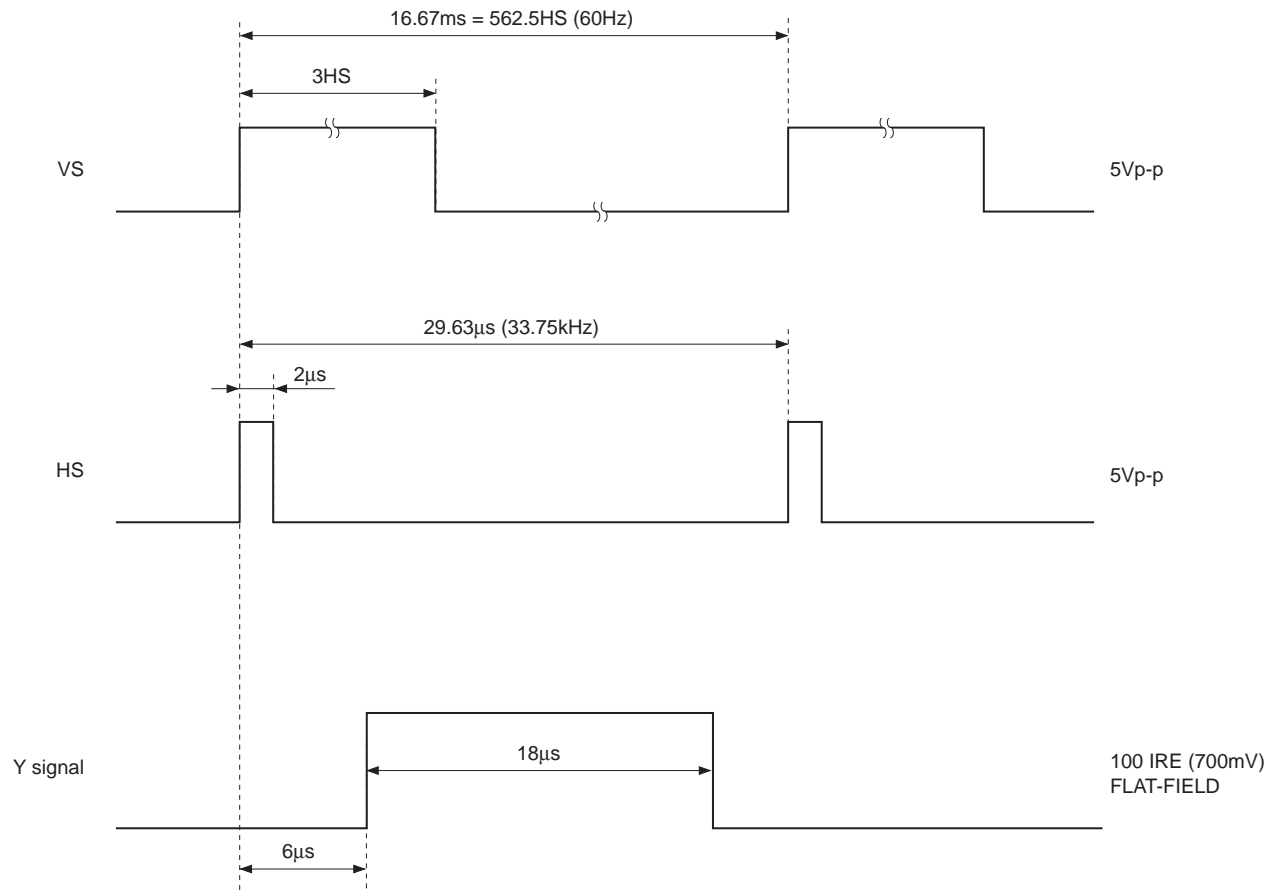 16.67ms = 562.5HS (60Hz)
3HS
VS
5Vp-p
29.63μs (33.75kHz)
2μs
HS
5Vp-p
Y signal
18μs
100 IRE (700mV)
FLAT-FIELD
6μs